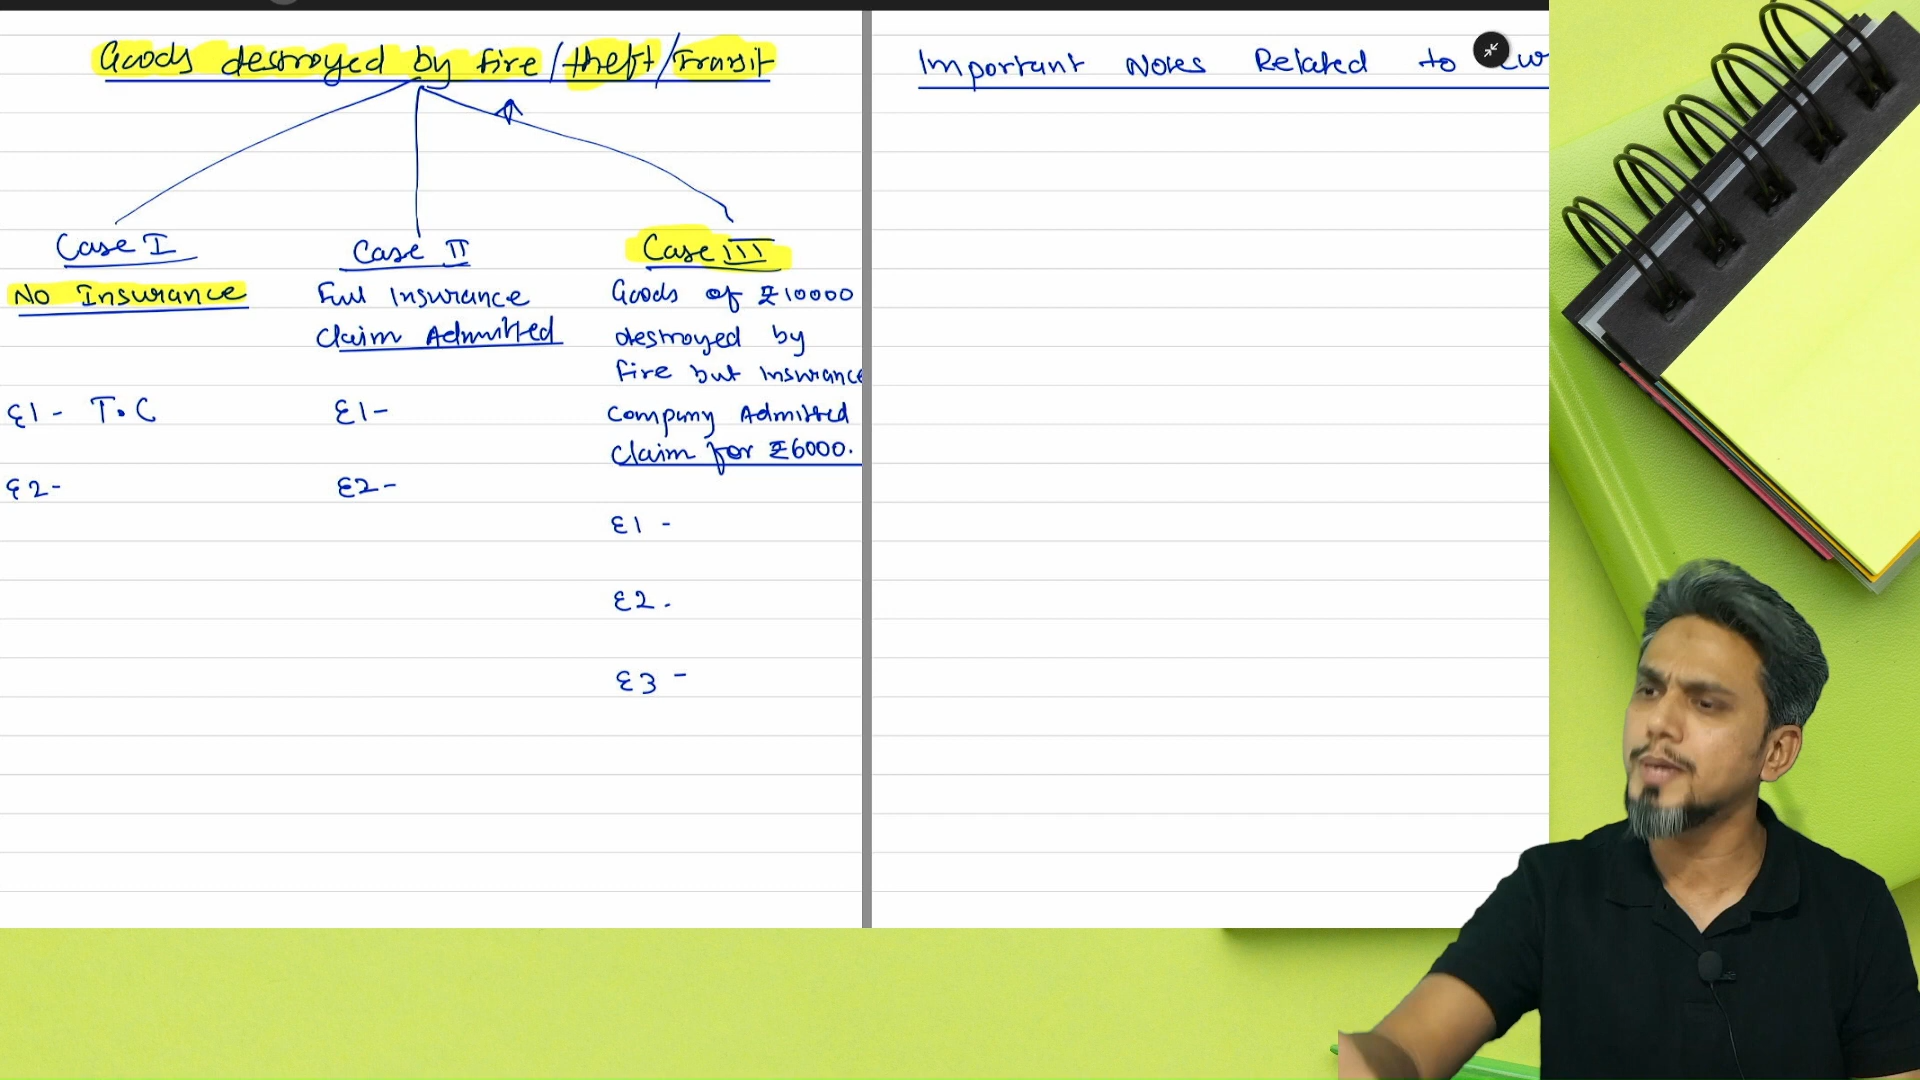 Goods destroyed by fire/theft/Transit
Case I
No Insurance
E1 - T.C
E2-
Case II
Full Insurance
Claim Admitted
E1-
E2-
Case III
Goods of ₹10000
destroyed by
fire but insurance
company Admitted
Claim for ₹6000.
E1 -
E2.
E3 -
Important Notes Related to